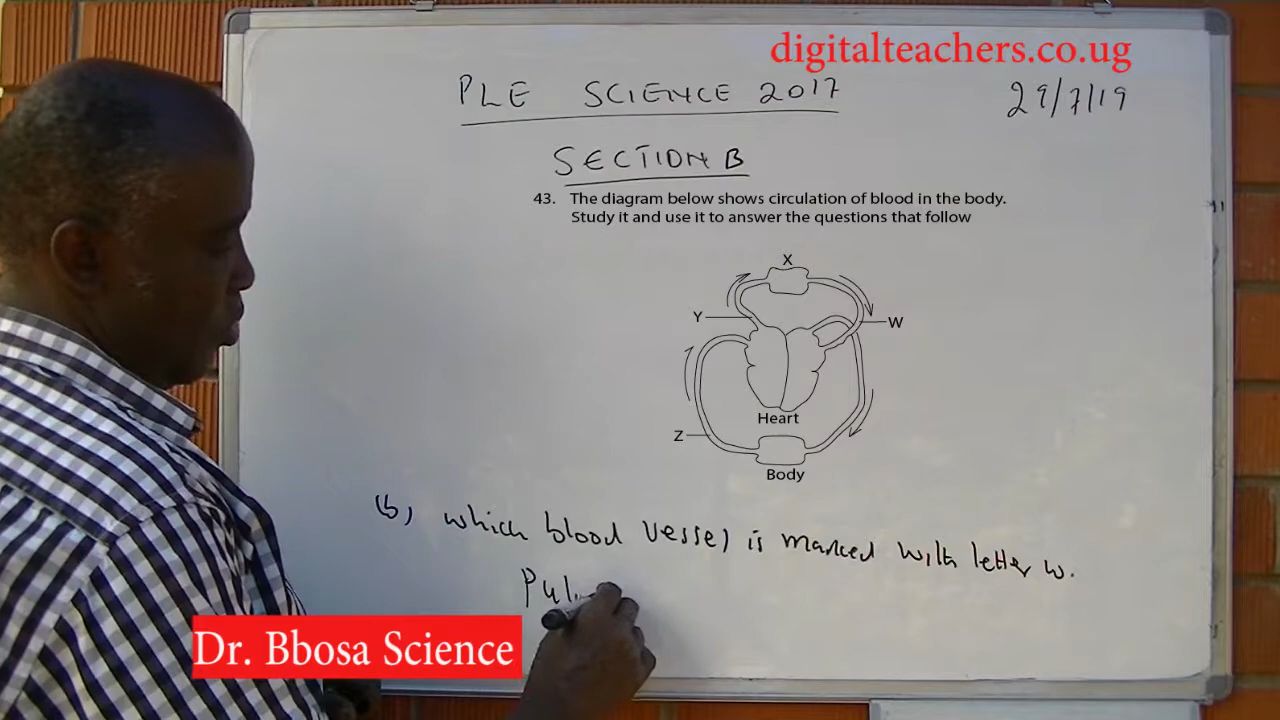 digitalteachers.co.ug
PLE SCIENCE 2017
29/7/19
SECTION B
43. The diagram below shows circulation of blood in the body.
Study it and use it to answer the questions that follow
X
Y
W
Heart
Z
Body
(b) which blood vessel is marked with letter w.
Pul
Dr. Bbosa Science